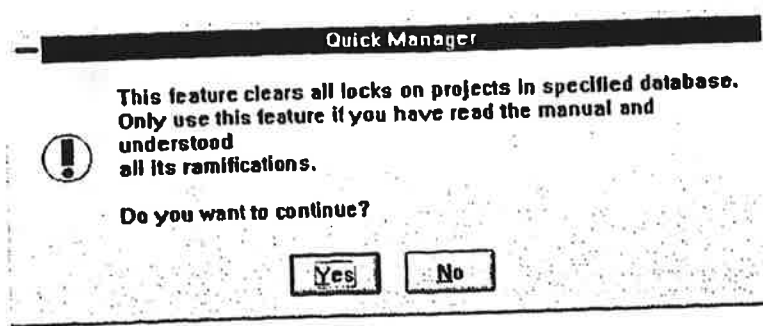 Quick Manager
This feature clears all locks on projects in specified database.
Only use this feature if you have read the manual and
understood
all its ramifications.
Do you want to continue?
Yes
No